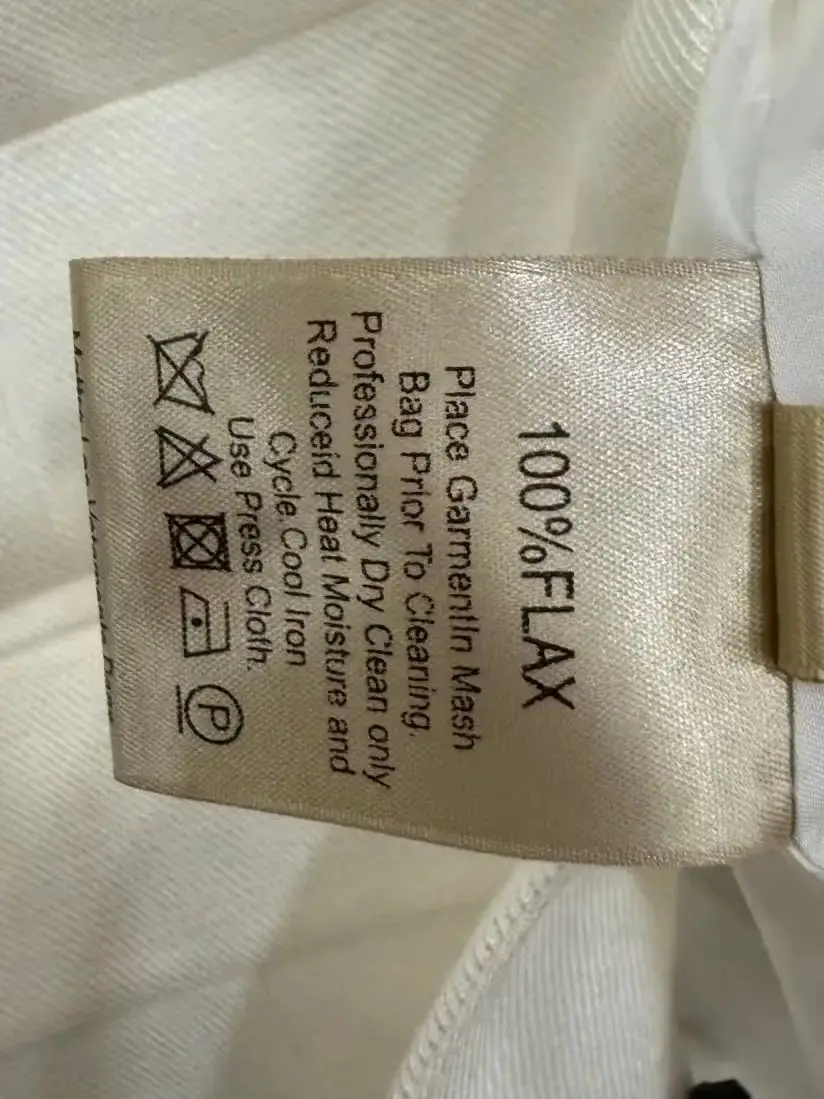 100%FLAX
Place GarmentIn Mash
Bag Prior To Cleaning.
Professionally Dry Clean only
Reduceid Heat Moisture and
Cycle.Cool Iron
Use Press Cloth.
P